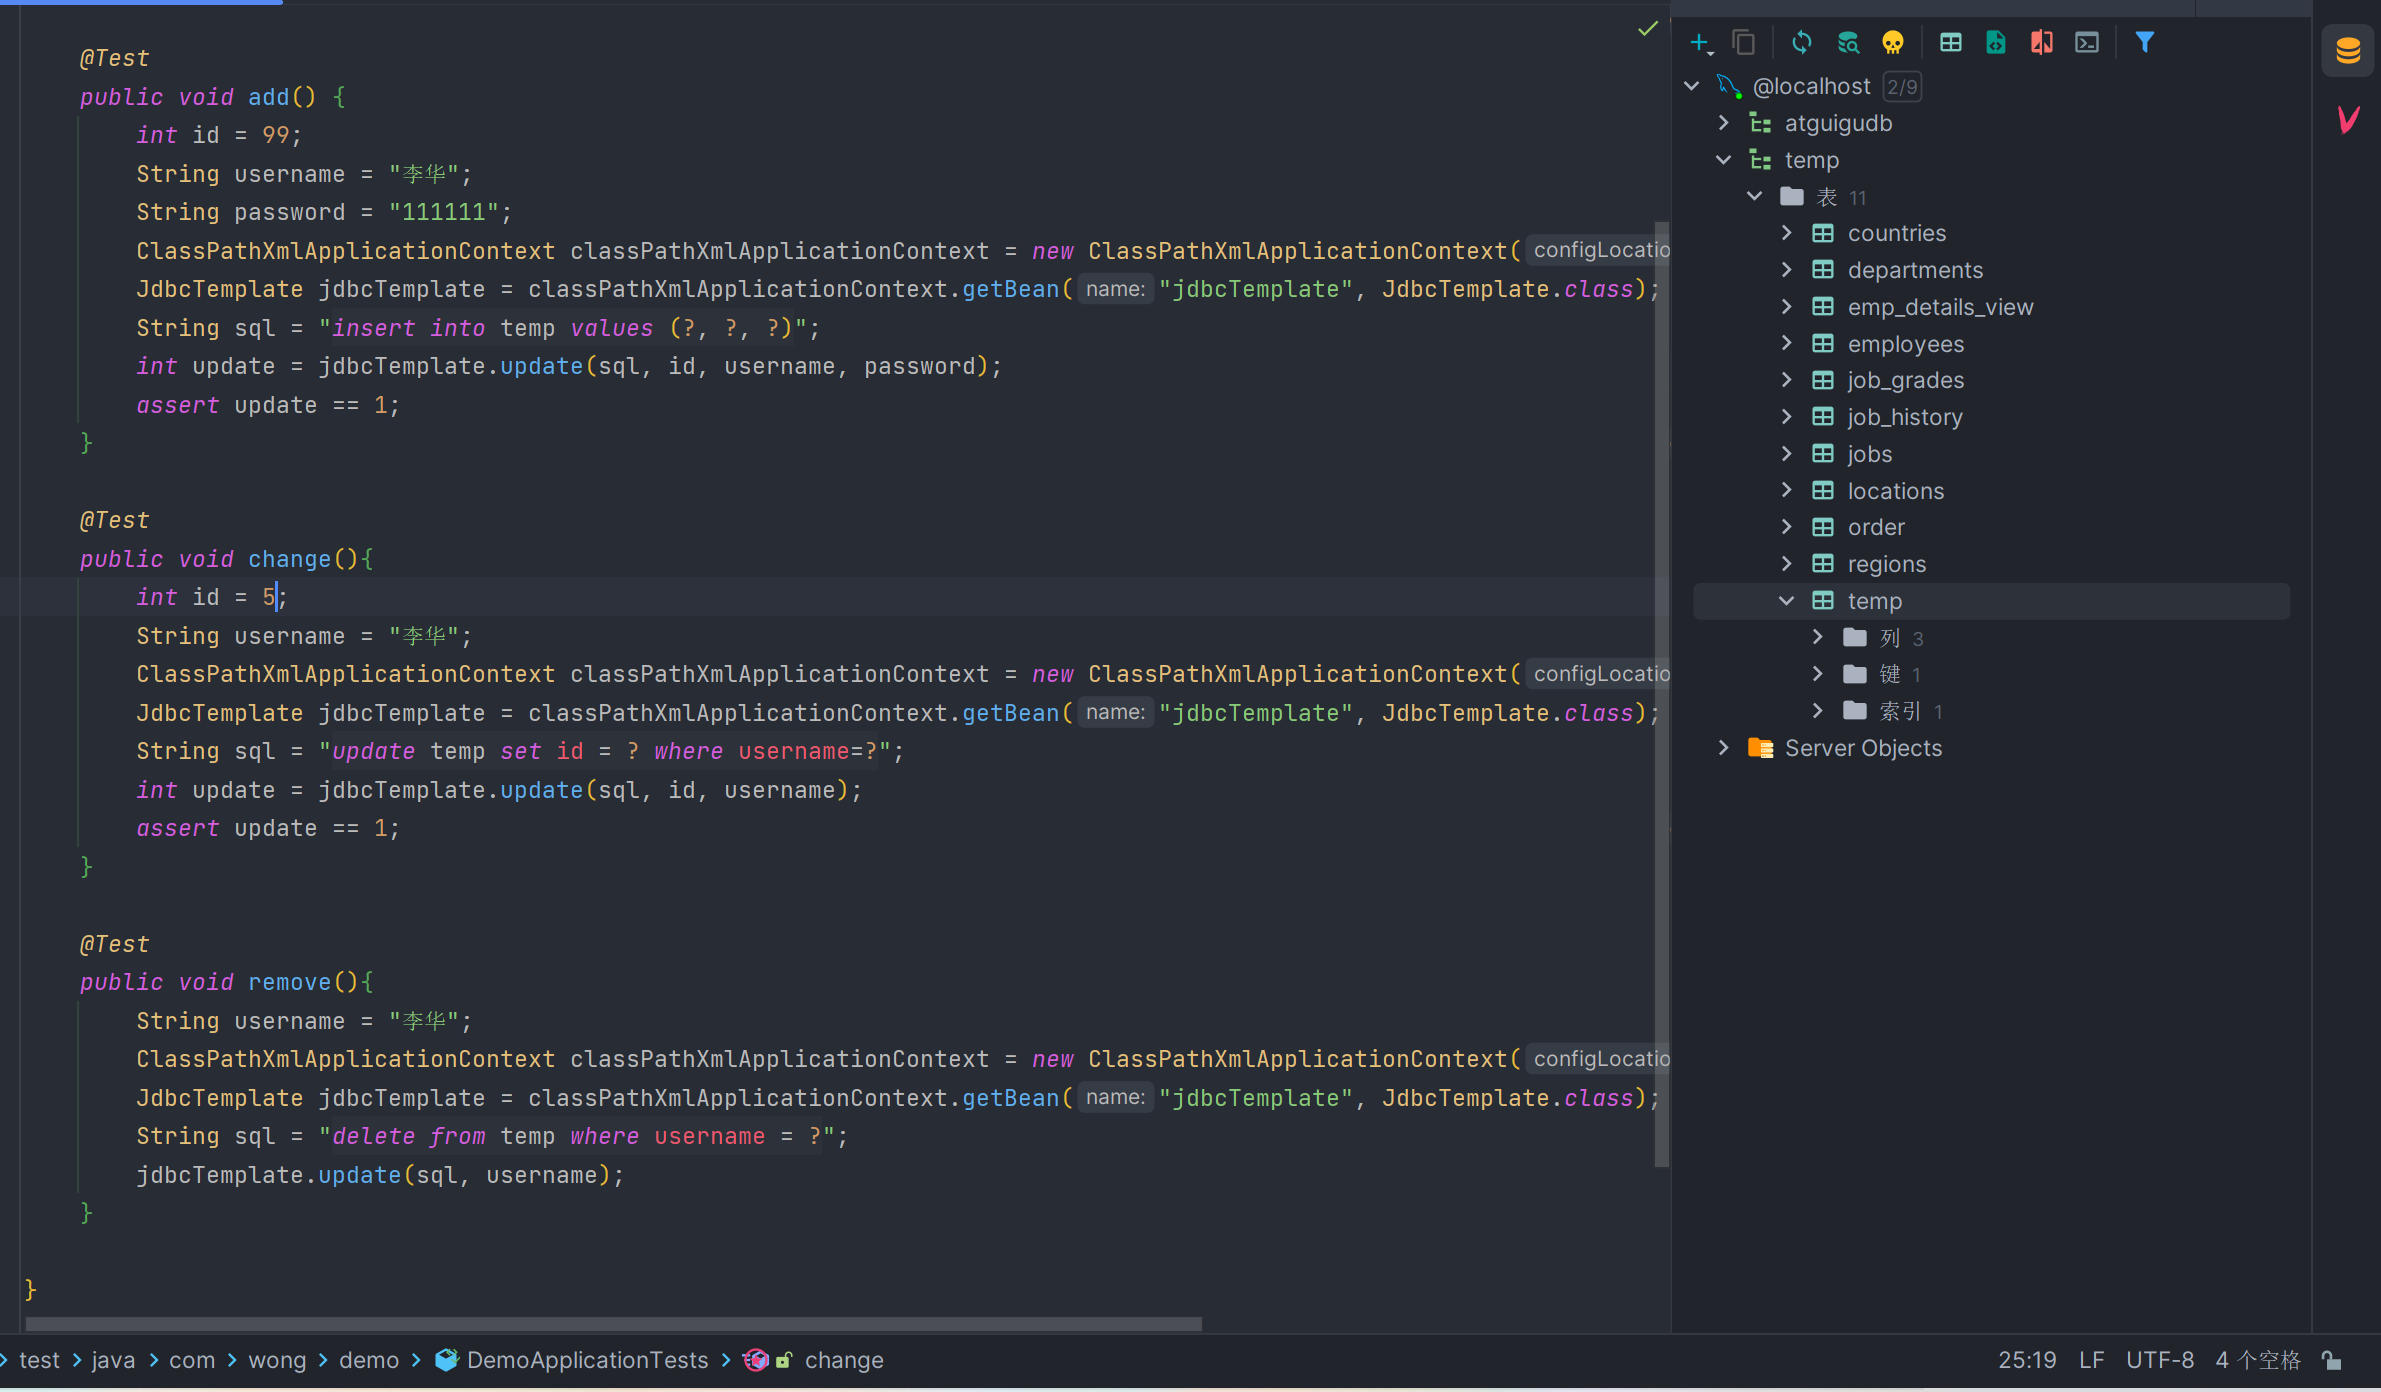 @Test
public void add() {
int id = 99;
String username = "李华";
String password = "111111";
ClassPathXmlApplicationContext classPathXmlApplicationContext = new ClassPathXmlApplicationContext(
JdbcTemplate jdbcTemplate = classPathXmlApplicationContext.getBean( name: "jdbcTemplate", JdbcTemplate.class);
String sql = "insert into temp values (?, ?, ?)";
int update = jdbcTemplate.update(sql, id, username, password);
assert update == 1;
}
@Test
public void change(){
int id = 5;
String username = "李华";
ClassPathXmlApplicationContext classPathXmlApplicationContext = new ClassPathXmlApplicationContext(
JdbcTemplate jdbcTemplate = classPathXmlApplicationContext.getBean( name: "jdbcTemplate", JdbcTemplate.class);
String sql = "update temp set id = ? where username=?";
int update = jdbcTemplate.update(sql, id, username);
assert update == 1;
}
@Test
public void remove(){
String username = "李华";
ClassPathXmlApplicationContext classPathXmlApplicationContext = new ClassPathXmlApplicationContext(
JdbcTemplate jdbcTemplate = classPathXmlApplicationContext.getBean( name: "jdbcTemplate", JdbcTemplate.class);
String sql = "delete from temp where username = ?";
jdbcTemplate.update(sql, username);
}
}
@localhost 2/9
atguigudb
temp
表 11
countries
departments
emp_details_view
employees
job_grades
job_history
jobs
locations
order
regions
temp
列 3
键 1
索引 1
Server Objects
test > java > com > wong > demo > DemoApplicationTests > change
25:19 LF UTF-8 4 个空格